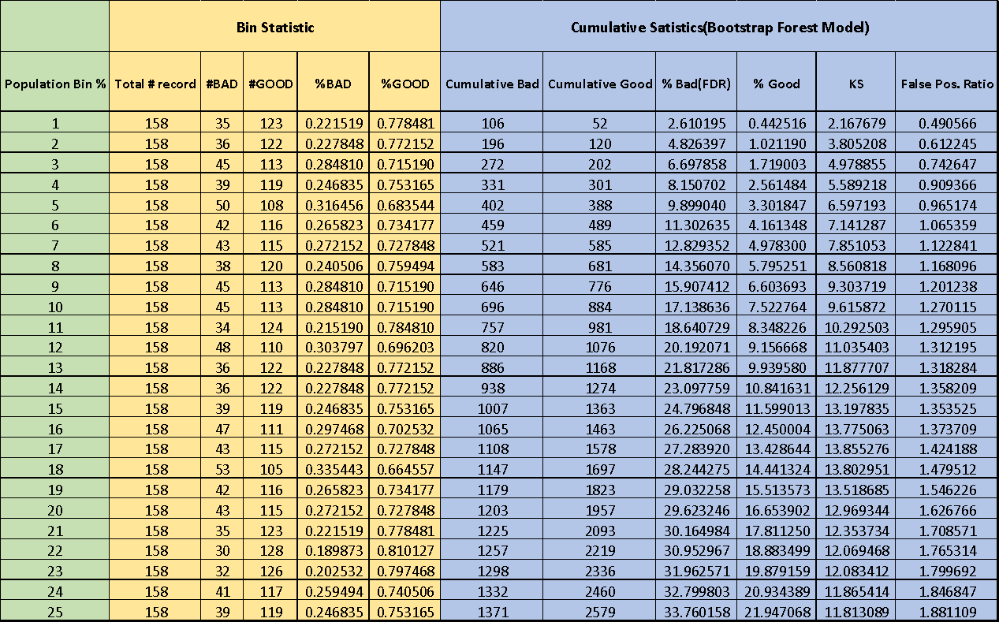 Bin Statistic Cumulative Satistics(Bootstrap Forest Model)
Population Bin % Total # record #BAD #GOOD %BAD %GOOD Cumulative Bad Cumulative Good % Bad(FDR) % Good KS False Pos. Ratio
1 158 35 123 0.221519 0.778481 106 52 2.610195 0.442516 2.167679 0.490566
2 158 36 122 0.227848 0.772152 196 120 4.826397 1.021190 3.805208 0.612245
3 158 45 113 0.284810 0.715190 272 202 6.697858 1.719003 4.978855 0.742647
4 158 39 119 0.246835 0.753165 331 301 8.150702 2.561484 5.589218 0.909366
5 158 50 108 0.316456 0.683544 402 388 9.899040 3.301847 6.597193 0.965174
6 158 42 116 0.265823 0.734177 459 489 11.302635 4.161348 7.141287 1.065359
7 158 43 115 0.272152 0.727848 521 585 12.829352 4.978300 7.851053 1.122841
8 158 38 120 0.240506 0.759494 583 681 14.356070 5.795251 8.560818 1.168096
9 158 45 113 0.284810 0.715190 646 776 15.907412 6.603693 9.303719 1.201238
10 158 45 113 0.284810 0.715190 696 884 17.138636 7.522764 9.615872 1.270115
11 158 34 124 0.215190 0.784810 757 981 18.640729 8.348226 10.292503 1.295905
12 158 48 110 0.303797 0.696203 820 1076 20.192071 9.156668 11.035403 1.312195
13 158 36 122 0.227848 0.772152 886 1168 21.817286 9.939580 11.877707 1.318284
14 158 36 122 0.227848 0.772152 938 1274 23.097759 10.841631 12.256129 1.358209
15 158 39 119 0.246835 0.753165 1007 1363 24.796848 11.599013 13.197835 1.353525
16 158 47 111 0.297468 0.702532 1065 1463 26.225068 12.450004 13.775063 1.373709
17 158 43 115 0.272152 0.727848 1108 1578 27.283920 13.428644 13.855276 1.424188
18 158 53 105 0.335443 0.664557 1147 1697 28.244275 14.441324 13.802951 1.479512
19 158 42 116 0.265823 0.734177 1179 1823 29.032258 15.513573 13.518685 1.546226
20 158 43 115 0.272152 0.727848 1203 1957 29.623246 16.653902 12.969344 1.626766
21 158 35 123 0.221519 0.778481 1225 2093 30.164984 17.811250 12.353734 1.708571
22 158 30 128 0.189873 0.810127 1257 2219 30.952967 18.883499 12.069468 1.765314
23 158 32 126 0.202532 0.797468 1298 2336 31.962571 19.879159 12.083412 1.799692
24 158 41 117 0.259494 0.740506 1332 2460 32.799803 20.934389 11.865414 1.846847
25 158 39 119 0.246835 0.753165 1371 2579 33.760158 21.947068 11.813089 1.881109